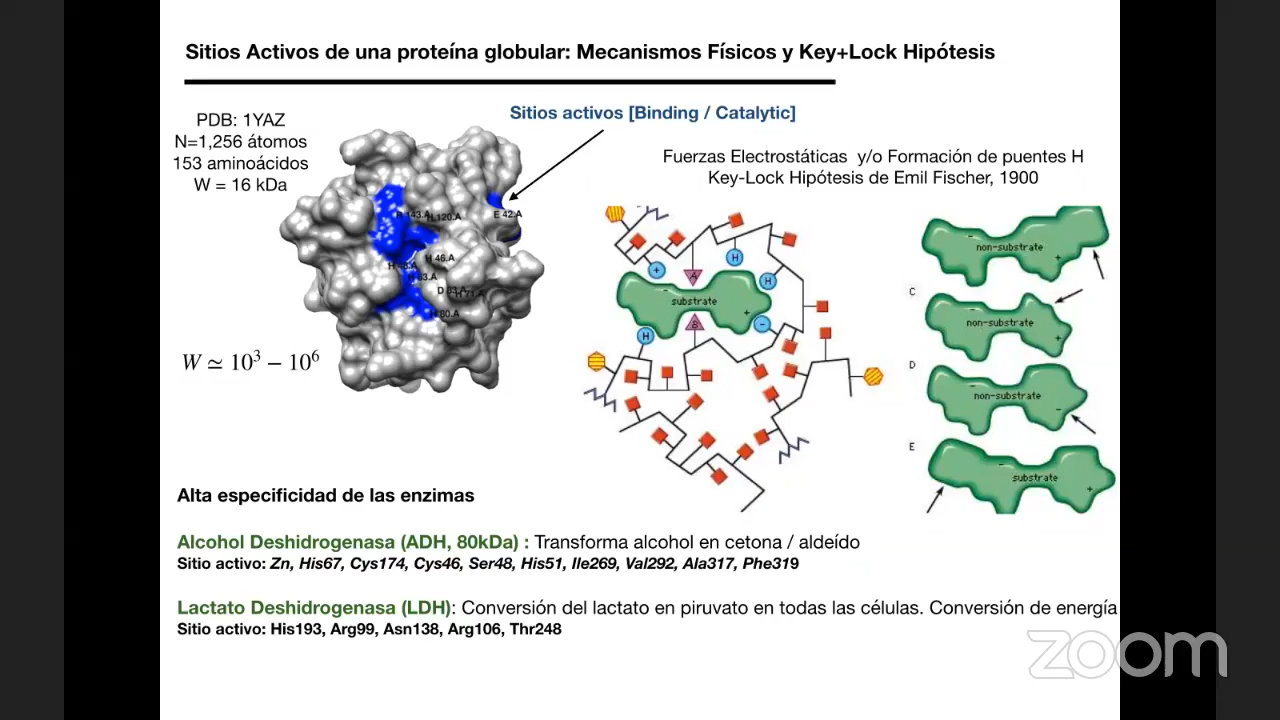 Sitios Activos de una proteína globular: Mecanismos Físicos y Key+Lock Hipótesis
PDB: 1YAZ
N=1,256 átomos
153 aminoácidos
W = 16 kDa
Sitios activos [Binding / Catalytic]
Fuerzas Electrostáticas y/o Formación de puentes H
Key-Lock Hipótesis de Emil Fischer, 1900
143.A
120.A
E 42.A
H 46.A
H
63.A
D
H 80.A
W ≃ 10³ − 10⁶
+
A
H
H
-
substrate
+
H
B
-
-
non-substrate
+
C
non-substrate
+
D
non-substrate
-
E
-
substrate
+
Alta especificidad de las enzimas
Alcohol Deshidrogenasa (ADH, 80kDa) : Transforma alcohol en cetona / aldeído
Sitio activo: Zn, His67, Cys174, Cys46, Ser48, His51, Ile269, Val292, Ala317, Phe319
Lactato Deshidrogenasa (LDH): Conversión del lactato en piruvato en todas las células. Conversión de energía
Sitio activo: His193, Arg99, Asn138, Arg106, Thr248
zoom